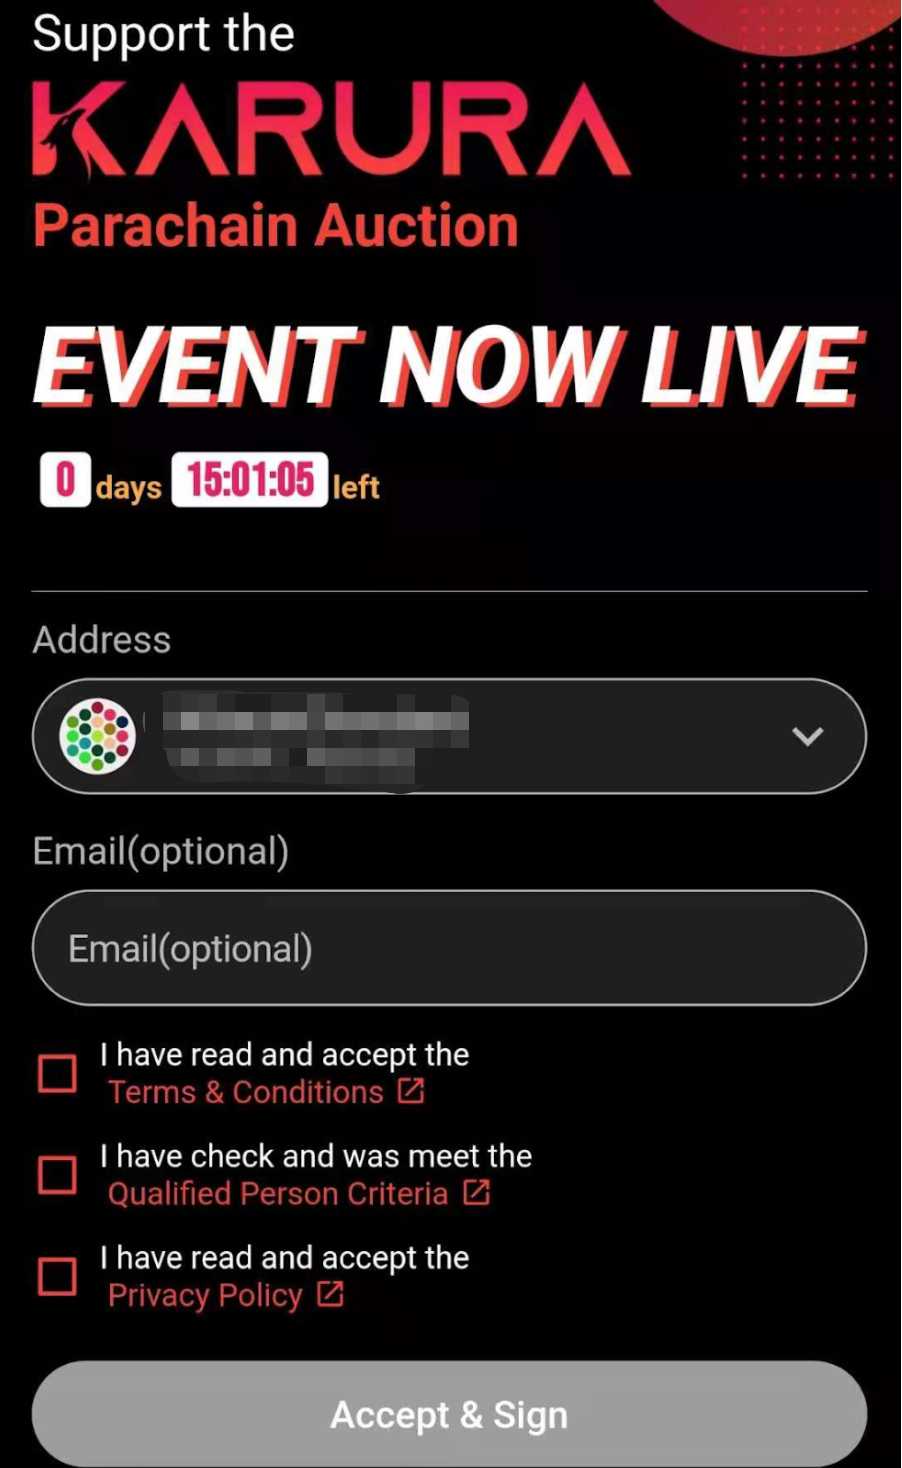 Support the
KARURA
Parachain Auction
EVENT NOW LIVE
0 days 15:01:05 left
Address
Email(optional)
Email(optional)
I have read and accept the
Terms & Conditions
I have check and was meet the
Qualified Person Criteria
I have read and accept the
Privacy Policy
Accept & Sign